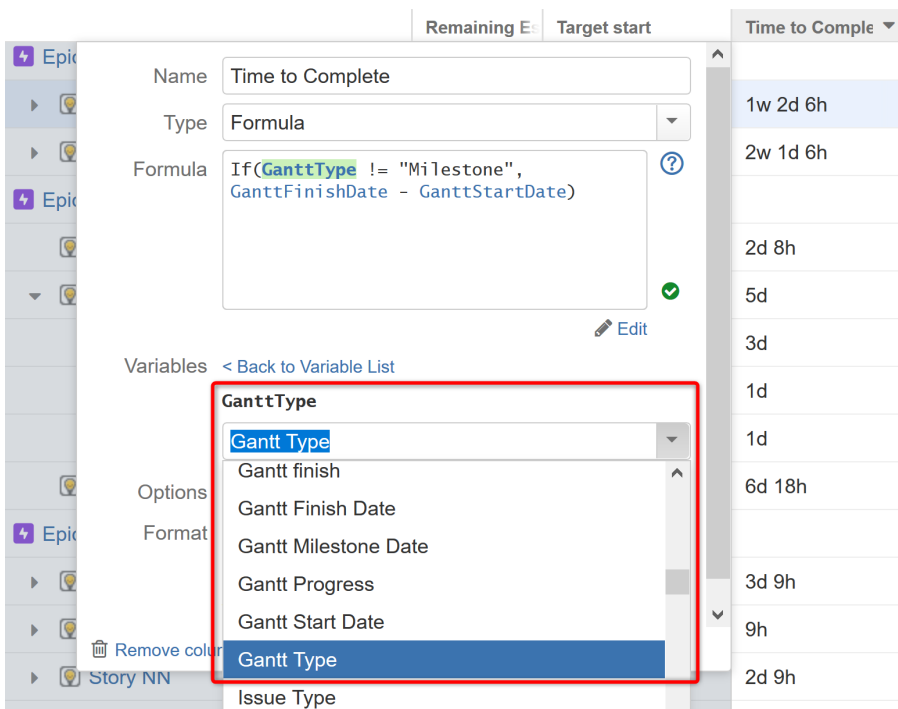 Remaining Es
Target start
Time to Comple
Epic
Name
Time to Complete
1w 2d 6h
Type
Formula
2w 1d 6h
Formula
If(GanttType != "Milestone",
GanttFinishDate - GanttStartDate)
Epic
2d 8h
5d
Edit
3d
Variables
< Back to Variable List
1d
GanttType
Gantt Type
1d
Gantt finish
Options
6d 18h
Gantt Finish Date
Epic
Format
Gantt Milestone Date
Gantt Progress
3d 9h
Gantt Start Date
9h
Remove colu
Gantt Type
Story NN
2d 9h
Issue Type